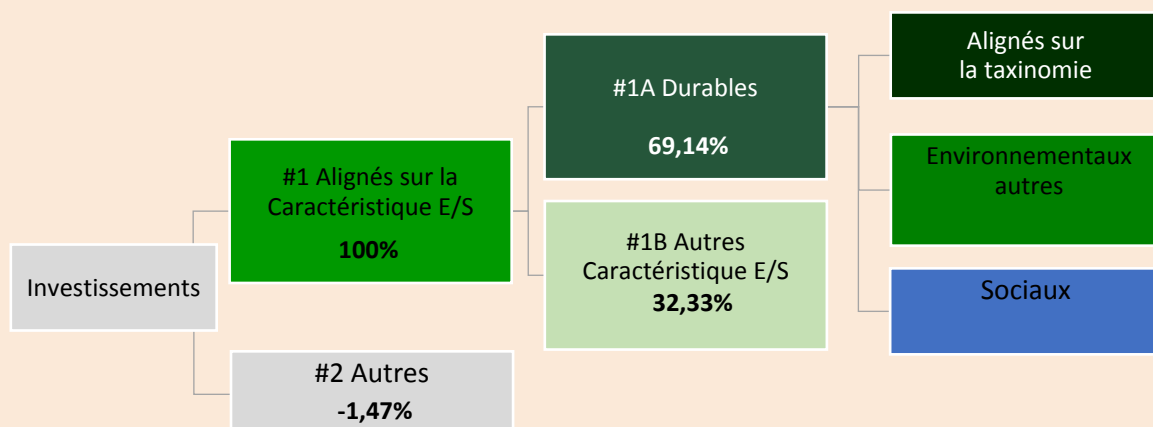 Investissements
#1 Alignés sur la
Caractéristique E/S
100%
#2 Autres
-1,47%
#1A Durables
69,14%
#1B Autres
Caractéristique E/S
32,33%
Alignés sur
la taxinomie
Environnementaux
autres
Sociaux